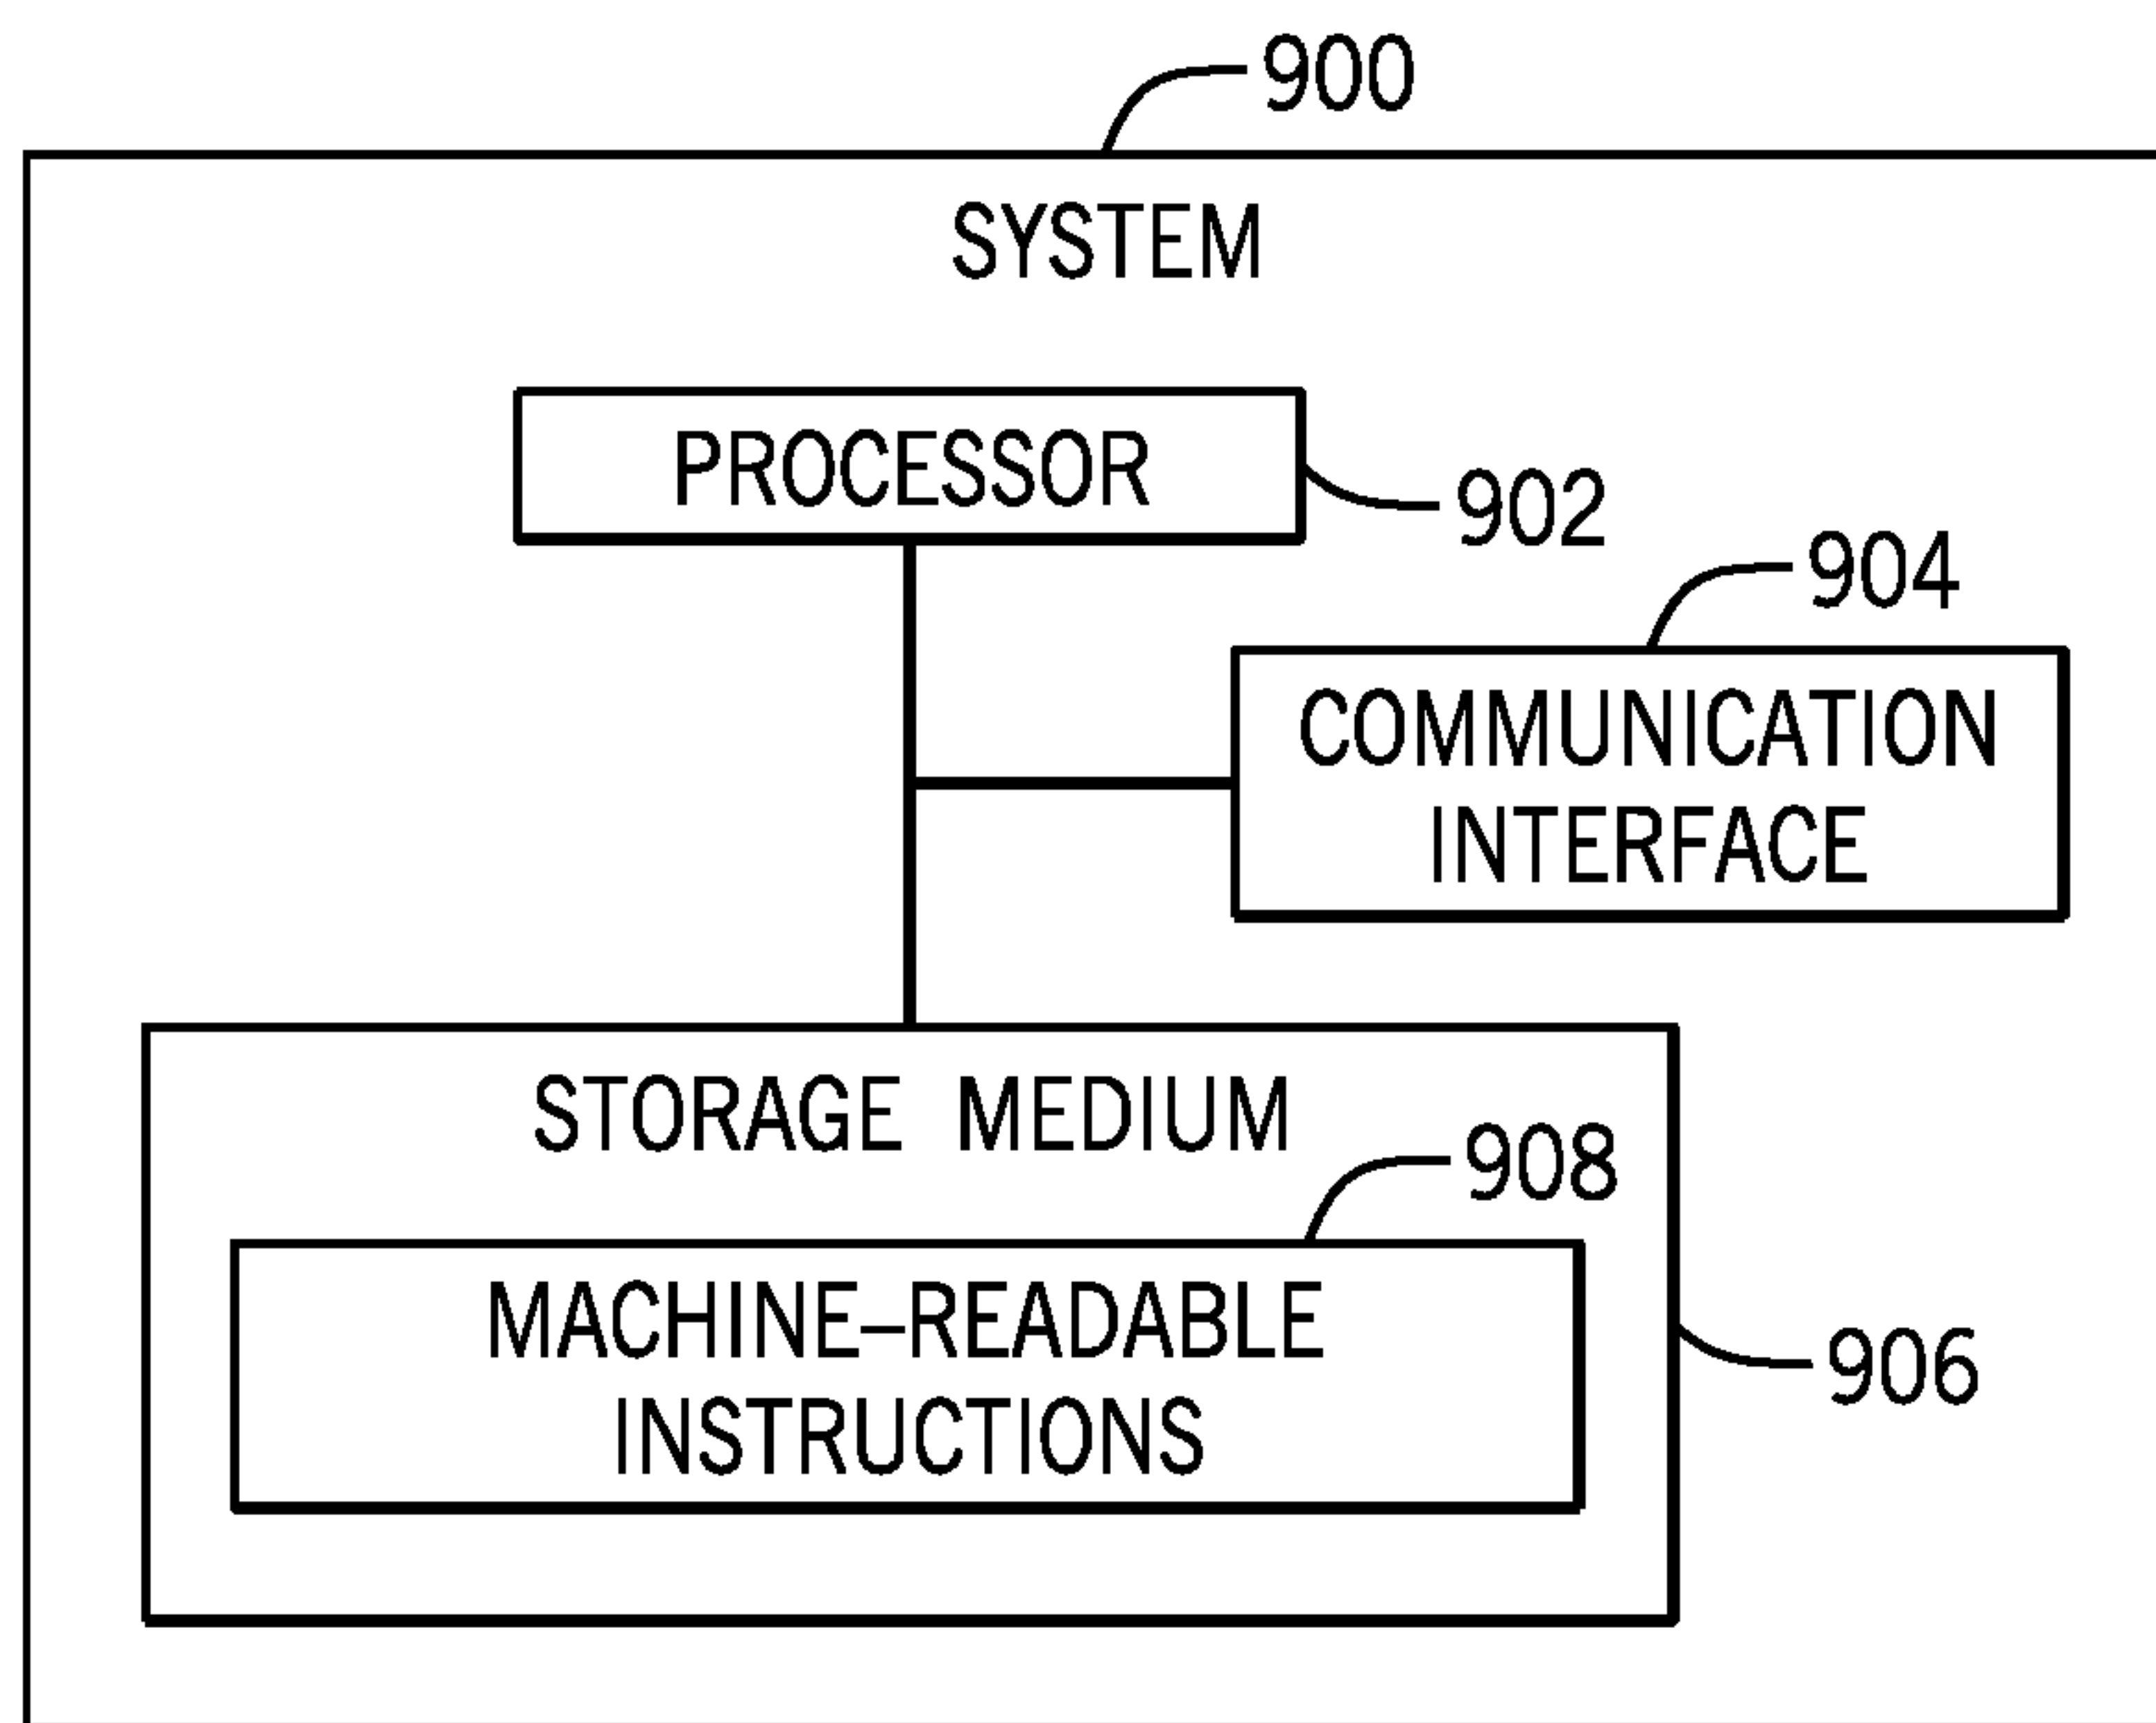 900
SYSTEM
PROCESSOR
902
904
COMMUNICATION
INTERFACE
STORAGE MEDIUM
908
MACHINE–READABLE
INSTRUCTIONS
906